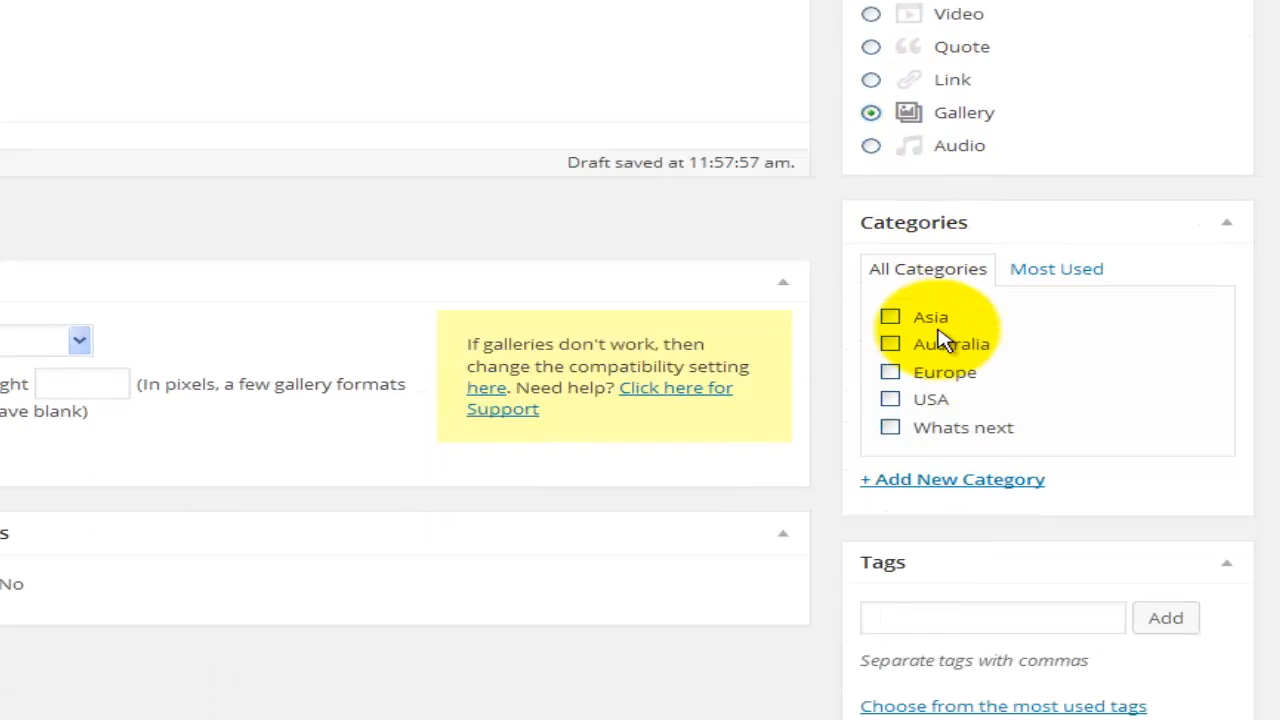 Video
Quote
Link
Gallery
Audio
Draft saved at 11:57:57 am.
Categories
All Categories Most Used
Asia
Australia
Europe
USA
Whats next
+ Add New Category
If galleries don't work, then
change the compatibility setting
here. Need help? Click here for
Support
ght (In pixels, a few gallery formats
ave blank)
s
No
Tags
Add
Separate tags with commas
Choose from the most used tags